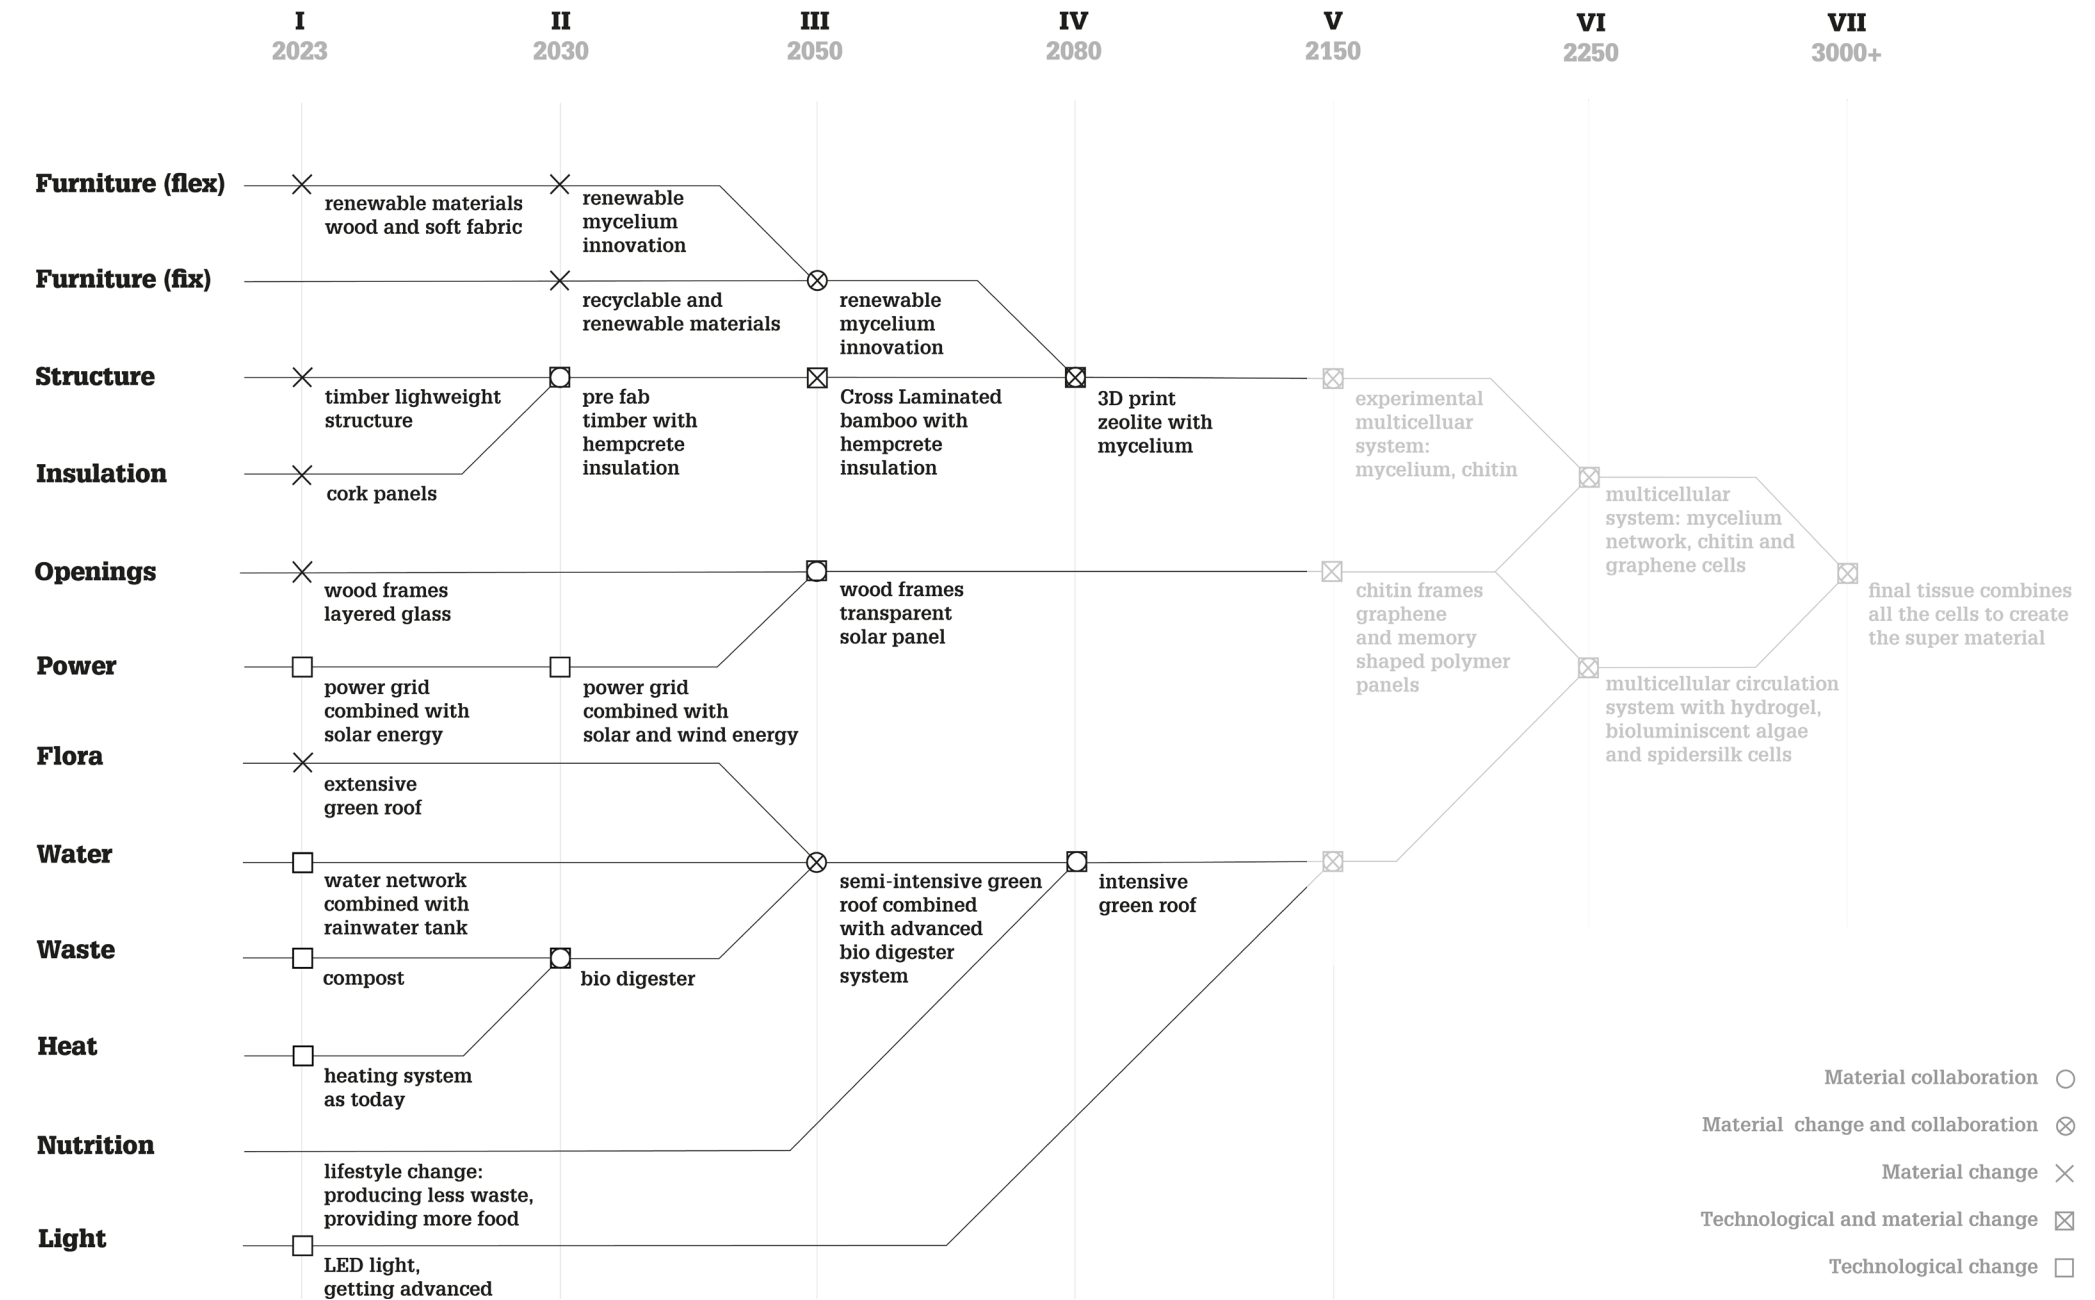 I
II
III
IV
V
VI
VII
2023
2030
2050
2080
2150
2250
3000+
Furniture (flex)
renewable materials
wood and soft fabric
renewable
mycelium
innovation
Furniture (fix)
recyclable and
renewable materials
renewable
mycelium
innovation
Structure
timber lighweight
structure
pre fab
timber with
hempcrete
insulation
Cross Laminated
bamboo with
hempcrete
insulation
3D print
zeolite with
mycelium
experimental
multicelluar
system:
mycelium, chitin
Insulation
cork panels
multicellular
system: mycelium
network, chitin and
graphene cells
Openings
wood frames
layered glass
wood frames
transparent
solar panel
chitin frames
graphene
and memory
shaped polymer
panels
final tissue combines
all the cells to create
the super material
Power
power grid
combined with
solar energy
power grid
combined with
solar and wind energy
multicellular circulation
system with hydrogel,
bioluminiscent algae
and spidersilk cells
Flora
extensive
green roof
Water
water network
combined with
rainwater tank
semi-intensive green
roof combined
with advanced
bio digester
system
intensive
green roof
Waste
compost
bio digester
Heat
heating system
as today
Nutrition
lifestyle change:
producing less waste,
providing more food
Light
LED light,
getting advanced
Material collaboration
Material change and collaboration
Material change
Technological and material change
Technological change